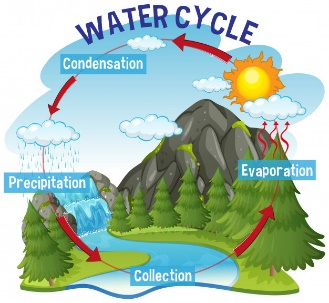 WATER CYCLE
Condensation
Precipitation
Evaporation
Collection